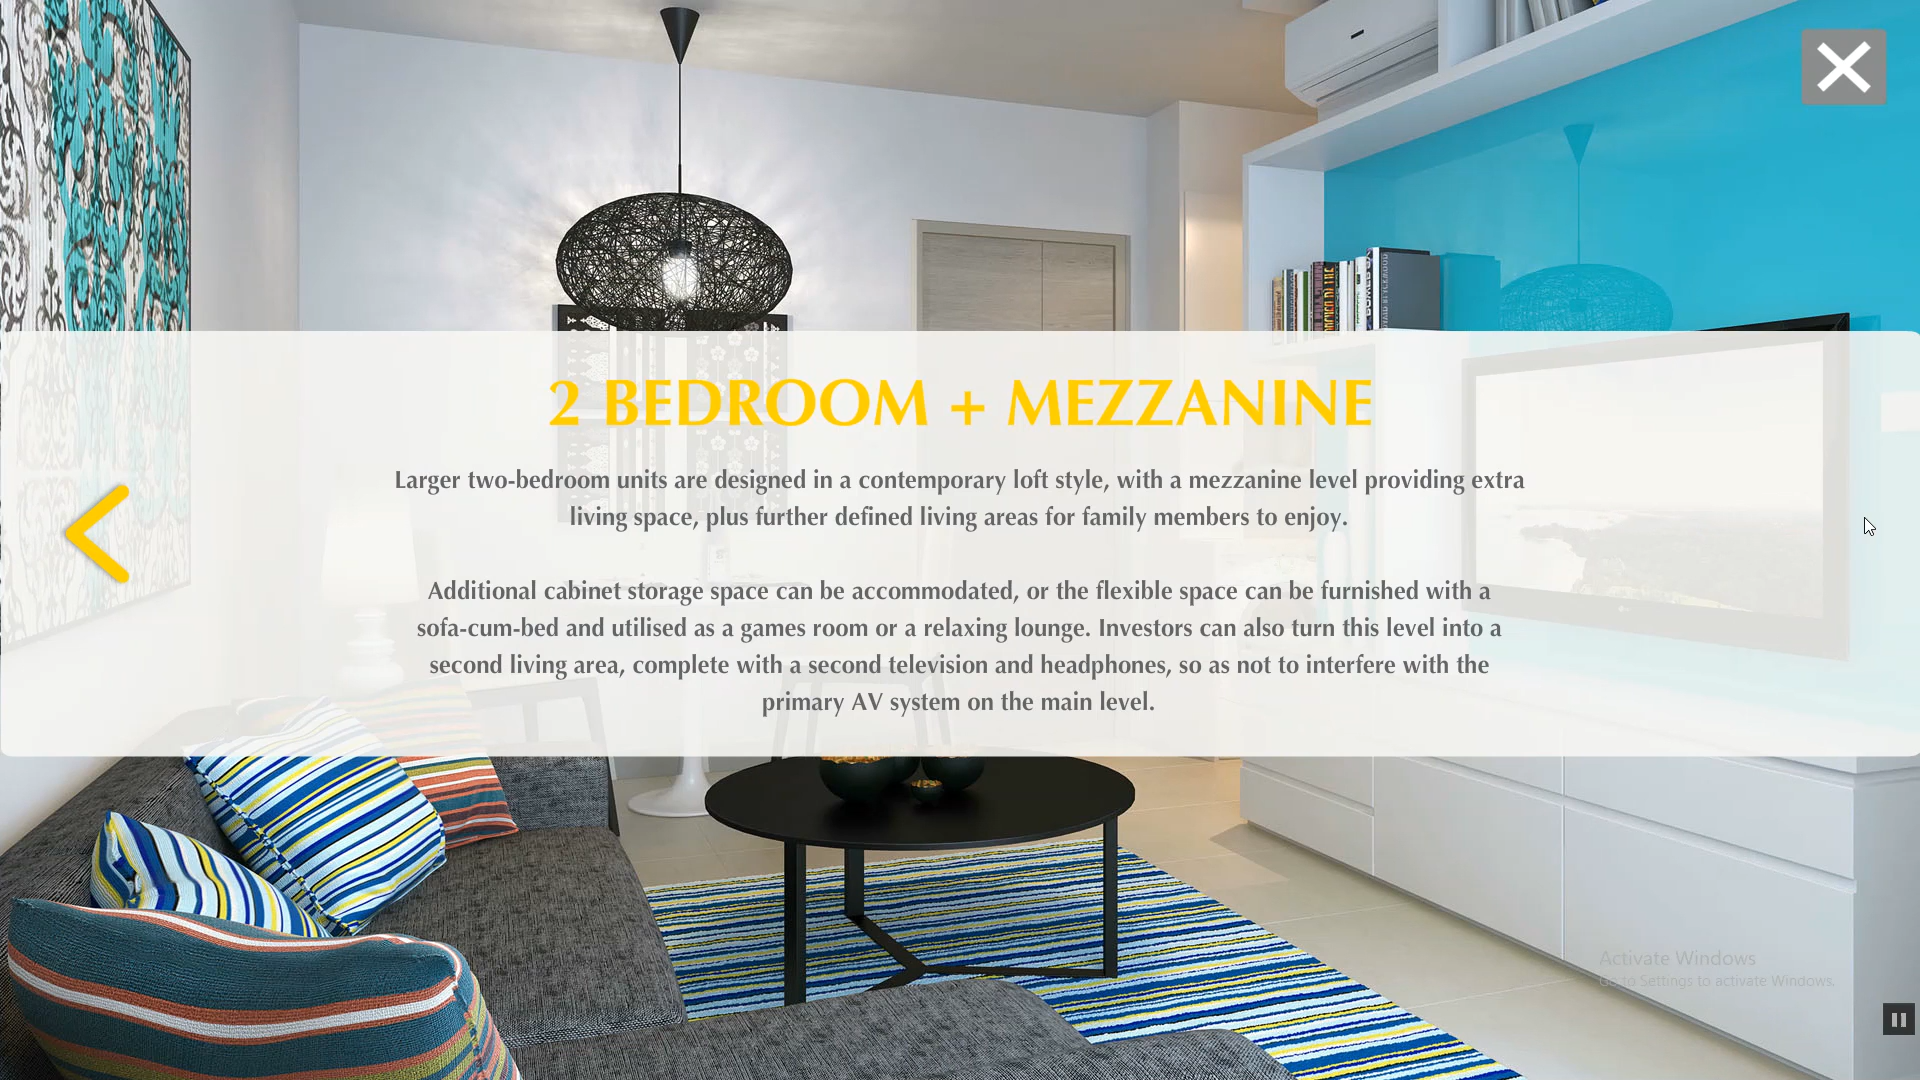 2 BEDROOM + MEZZANINE
Larger two-bedroom units are designed in a contemporary loft style, with a mezzanine level providing extra
living space, plus further defined living areas for family members to enjoy.
Additional cabinet storage space can be accommodated, or the flexible space can be furnished with a
sofa-cum-bed and utilised as a games room or a relaxing lounge. Investors can also turn this level into a
second living area, complete with a second television and headphones, so as not to interfere with the
primary AV system on the main level.
Activate Windows
Go to Settings to activate Windows.